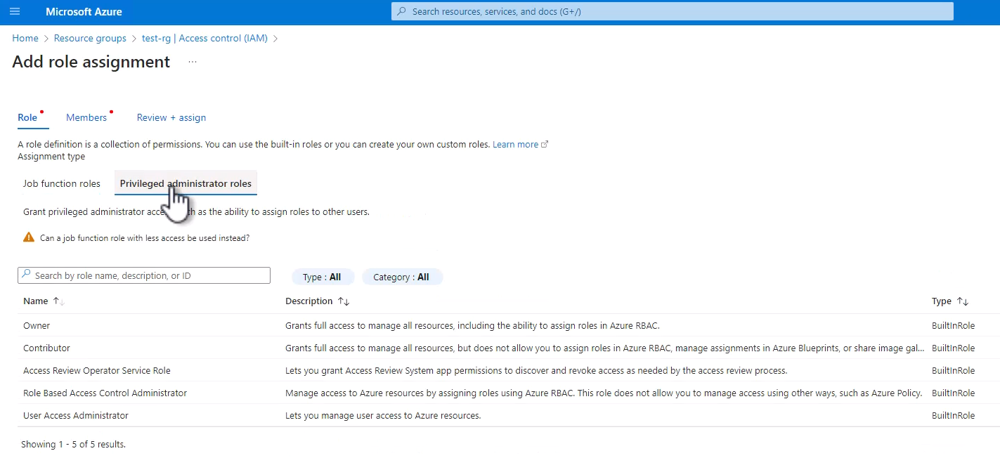 Microsoft Azure
Search resources, services, and docs (G+/)
Home > Resource groups > test-rg | Access control (IAM) >
Add role assignment ...
Role Members Review + assign
A role definition is a collection of permissions. You can use the built-in roles or you can create your own custom roles. Learn more
Assignment type
Job function roles Privileged administrator roles
Grant privileged administrator as the ability to assign roles to other users.
Can a job function role with less access be used instead?
Search by role name, description, or ID Type : All Category : All
Name Description Type
Owner Grants full access to manage all resources, including the ability to assign roles in Azure RBAC. BuiltInRole
Contributor Grants full access to manage all resources, but does not allow you to assign roles in Azure RBAC, manage assignments in Azure Blueprints, or share image gal... BuiltInRole
Access Review Operator Service Role Lets you grant Access Review System app permissions to discover and revoke access as needed by the access review process. BuiltInRole
Role Based Access Control Administrator Manage access to Azure resources by assigning roles using Azure RBAC. This role does not allow you to manage access using other ways, such as Azure Policy. BuiltInRole
User Access Administrator Lets you manage user access to Azure resources. BuiltInRole
Showing 1 - 5 of 5 results.